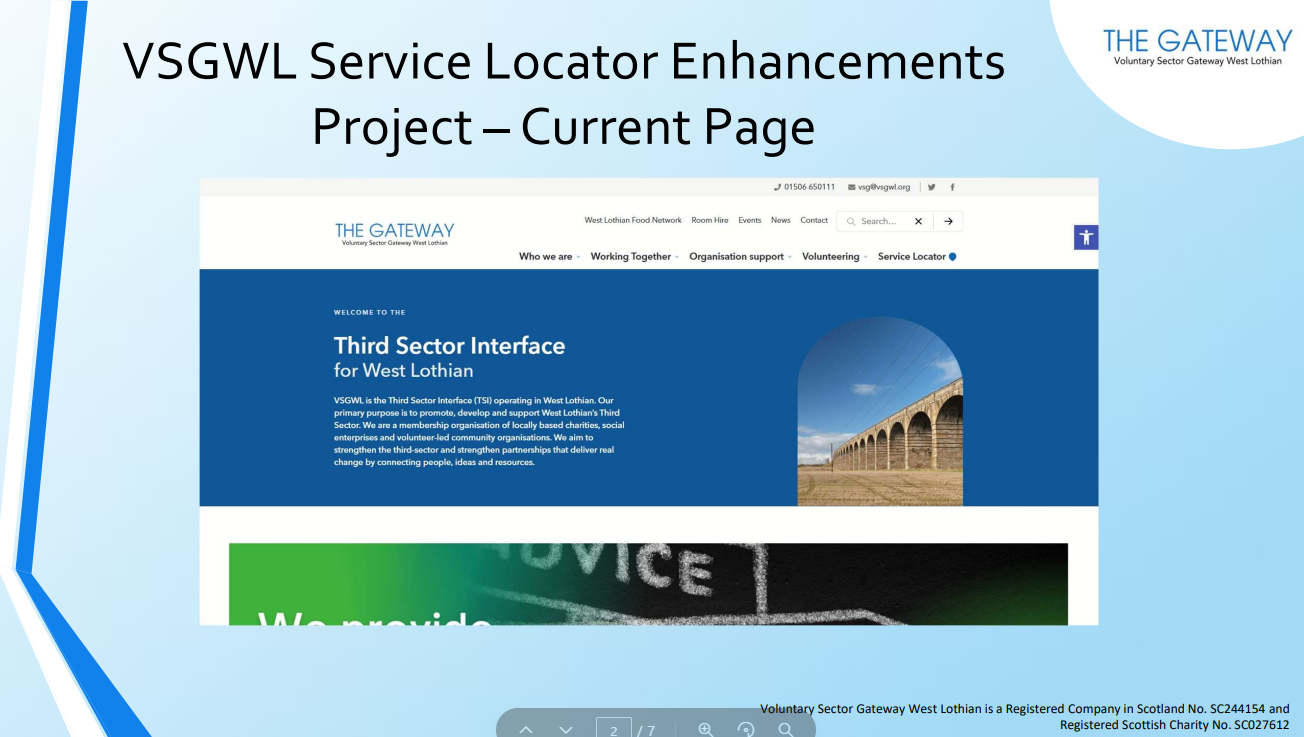 VSGWL Service Locator Enhancements
Project – Current Page
THE GATEWAY
Voluntary Sector Gateway West Lothian
01506 650111
vsg@vsgwl.org
THE GATEWAY
Voluntary Sector Gateway West Lothian
West Lothian Food Network Room Hire Events News Contact Search...
Who we are Working Together Organisation support Volunteering Service Locator
WELCOME TO THE
Third Sector Interface
for West Lothian
VSGWL is the Third Sector Interface (TSI) operating in West Lothian. Our
primary purpose is to promote, develop and support West Lothian's Third
Sector. We are a membership organisation of locally based charities, social
enterprises and volunteer-led community organisations. We aim to
strengthen the third-sector and strengthen partnerships that deliver real
change by connecting people, ideas and resources.
ADVICE
We provide
Voluntary Sector Gateway West Lothian is a Registered Company in Scotland No. SC244154 and
Registered Scottish Charity No. SC027612
2 / 7